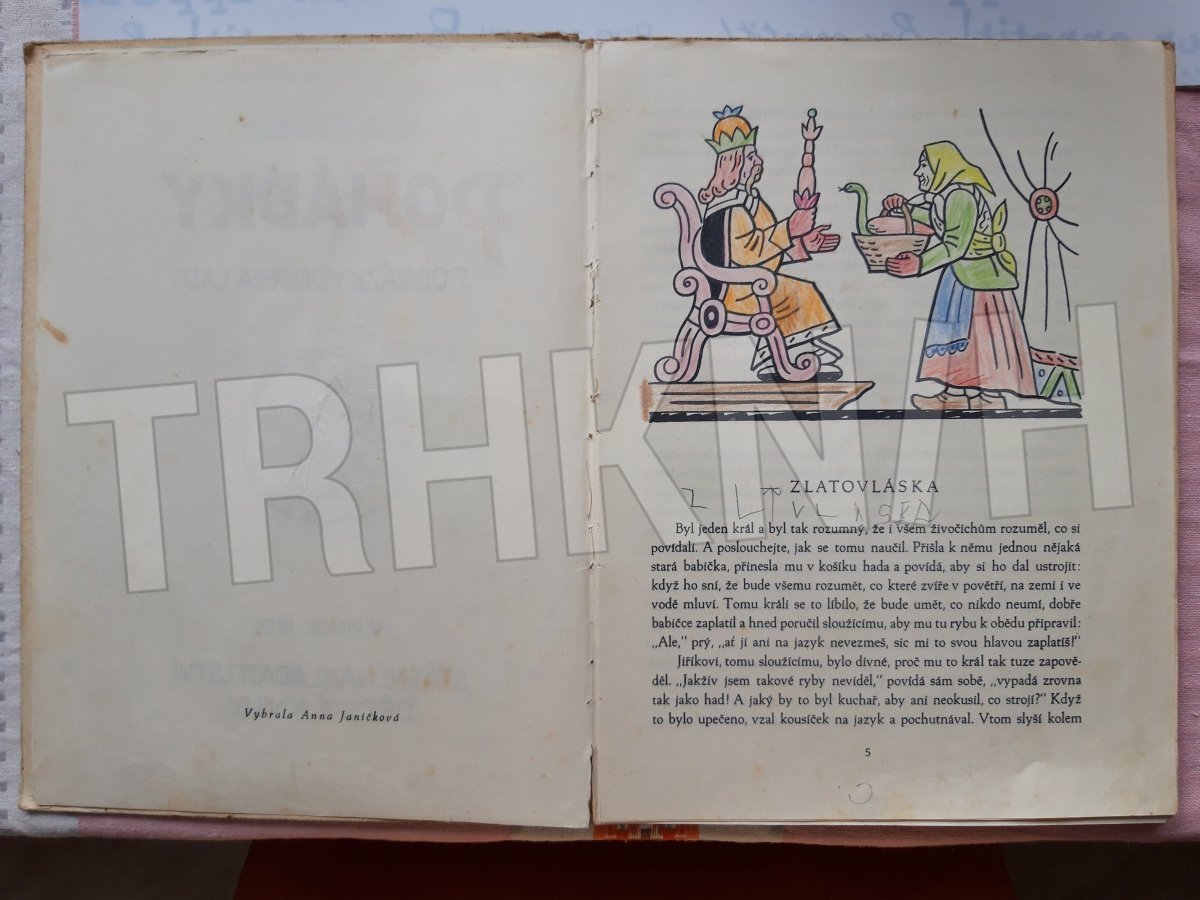 POHÁDKY
S OBRÁZKY JOSEFA LADY
STÁTNÍ NAKLADATELSTVÍ
Vybrala Anna Janíčková
TRHKNIH
ZLATOVLÁSKA
Byl jeden král a byl tak rozumný, že i všem živočichům rozuměl, co si
povídali. A poslouchejte, jak se tomu naučil. Přišla k němu jednou nějaká
stará babička, přinesla mu v košíku hada a povídá, aby si ho dal ustrojit:
když ho sní, že bude všemu rozumět, co které zvíře v povětří, na zemi i ve
vodě mluví. Tomu králi se to líbilo, že bude umět, co nikdo neumí, dobře
babičce zaplatil a hned poručil sloužícímu, aby mu tu rybu k obědu připravil:
„Ale,“ prý, „ať jí ani na jazyk nevezmeš, sic mi to svou hlavou zaplatíš!“
Jiříkovi, tomu sloužícímu, bylo divné, proč mu to král tak tuze zapově-
děl. „Jakživ jsem takové ryby neviděl,“ povídá sám sobě, „vypadá zrovna
tak jako had! A jaký by to byl kuchař, aby ani neokusil, co strojí?“ Když
to bylo upečeno, vzal kousíček na jazyk a pochutnával. Vtom slyší kolem
5